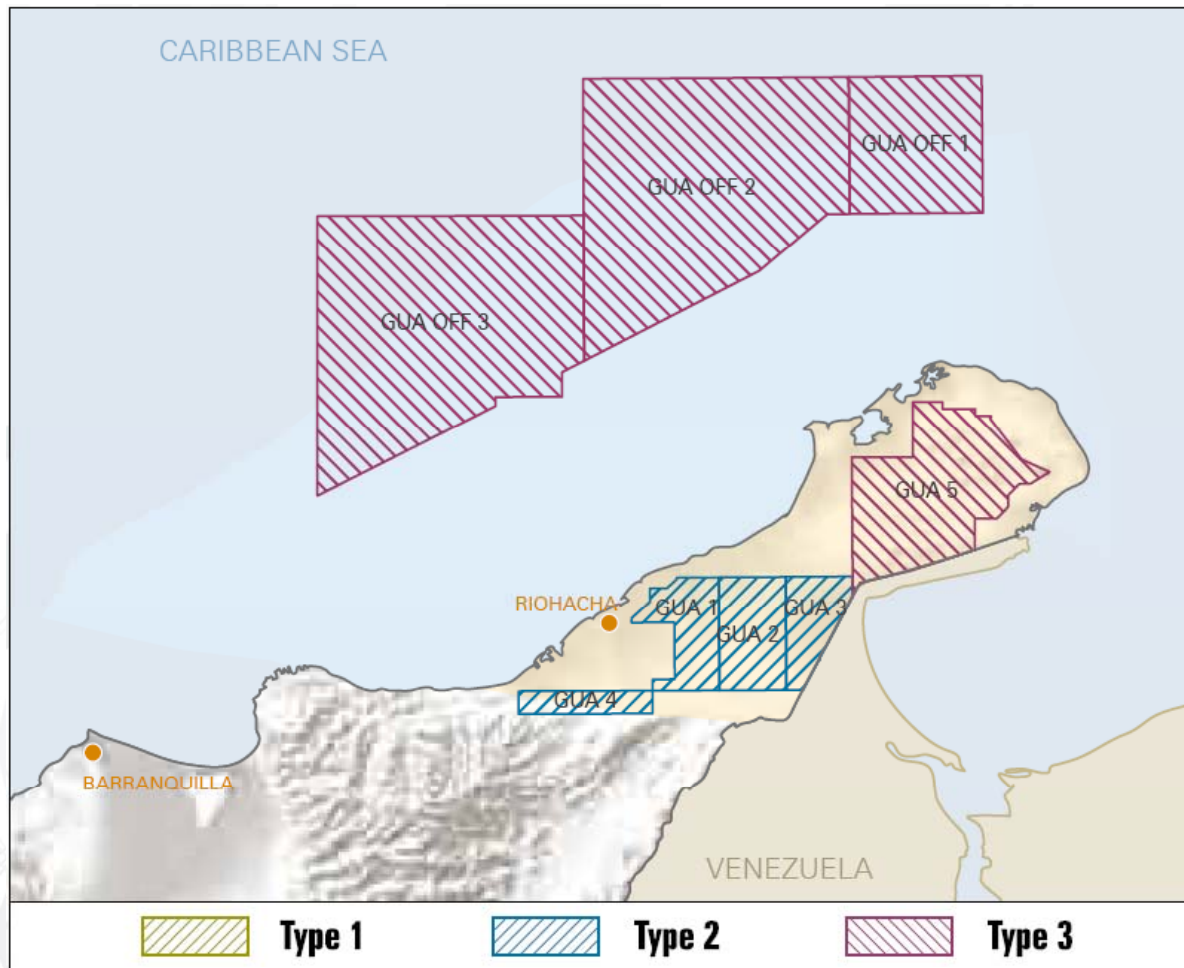 CARIBBEAN SEA
GUA OFF 1
GUA OFF 2
GUA OFF 3
GUA 5
RIOHACHA
GUA 1
GUA 3
GUA 2
GUA 4
BARRANQUILLA
VENEZUELA
Type 1
Type 2
Type 3